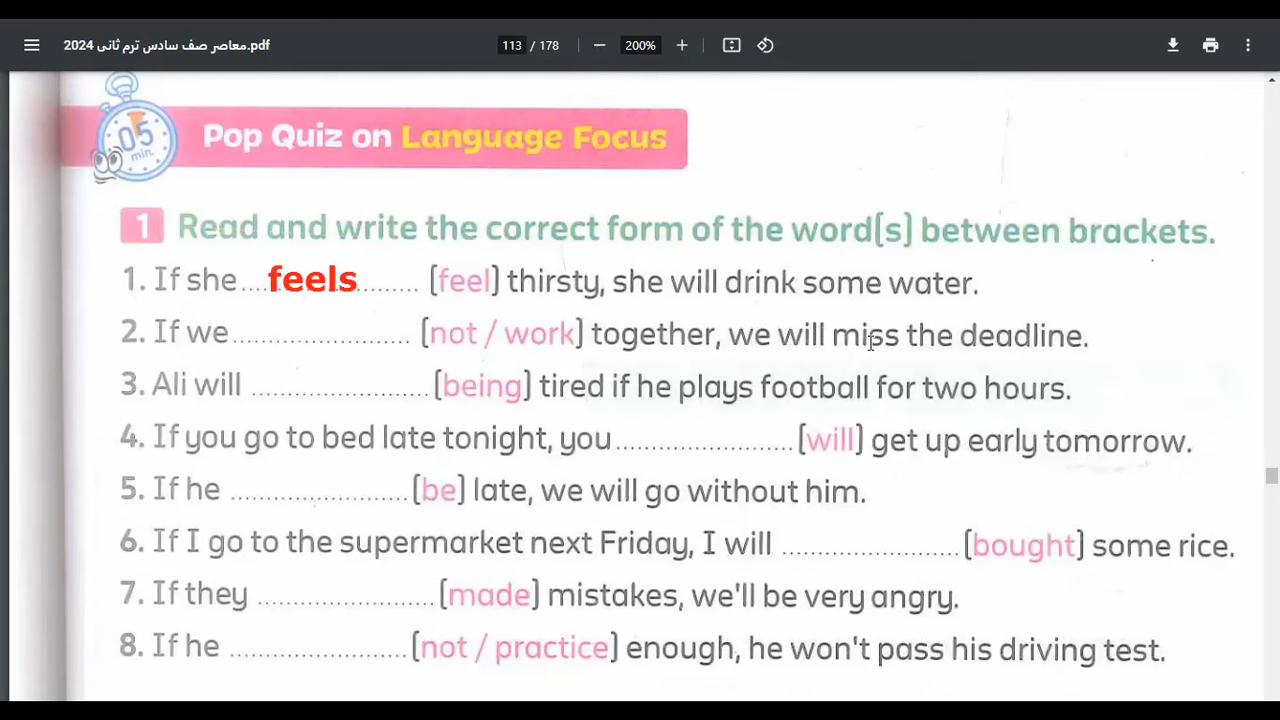 معاصر صف سادس ترم ثانى 2024.pdf
113 / 178
200%
05
min.
Pop Quiz on Language Focus
1 Read and write the correct form of the word(s) between brackets.
1. If she ....feels......... [feel] thirsty, she will drink some water.
2. If we .............................. [not / work] together, we will miss the deadline.
3. Ali will .............................. [being] tired if he plays football for two hours.
4. If you go to bed late tonight, you .............................. [will] get up early tomorrow.
5. If he .............................. [be] late, we will go without him.
6. If I go to the supermarket next Friday, I will .............................. [bought] some rice.
7. If they .............................. [made] mistakes, we'll be very angry.
8. If he .............................. [not / practice] enough, he won't pass his driving test.